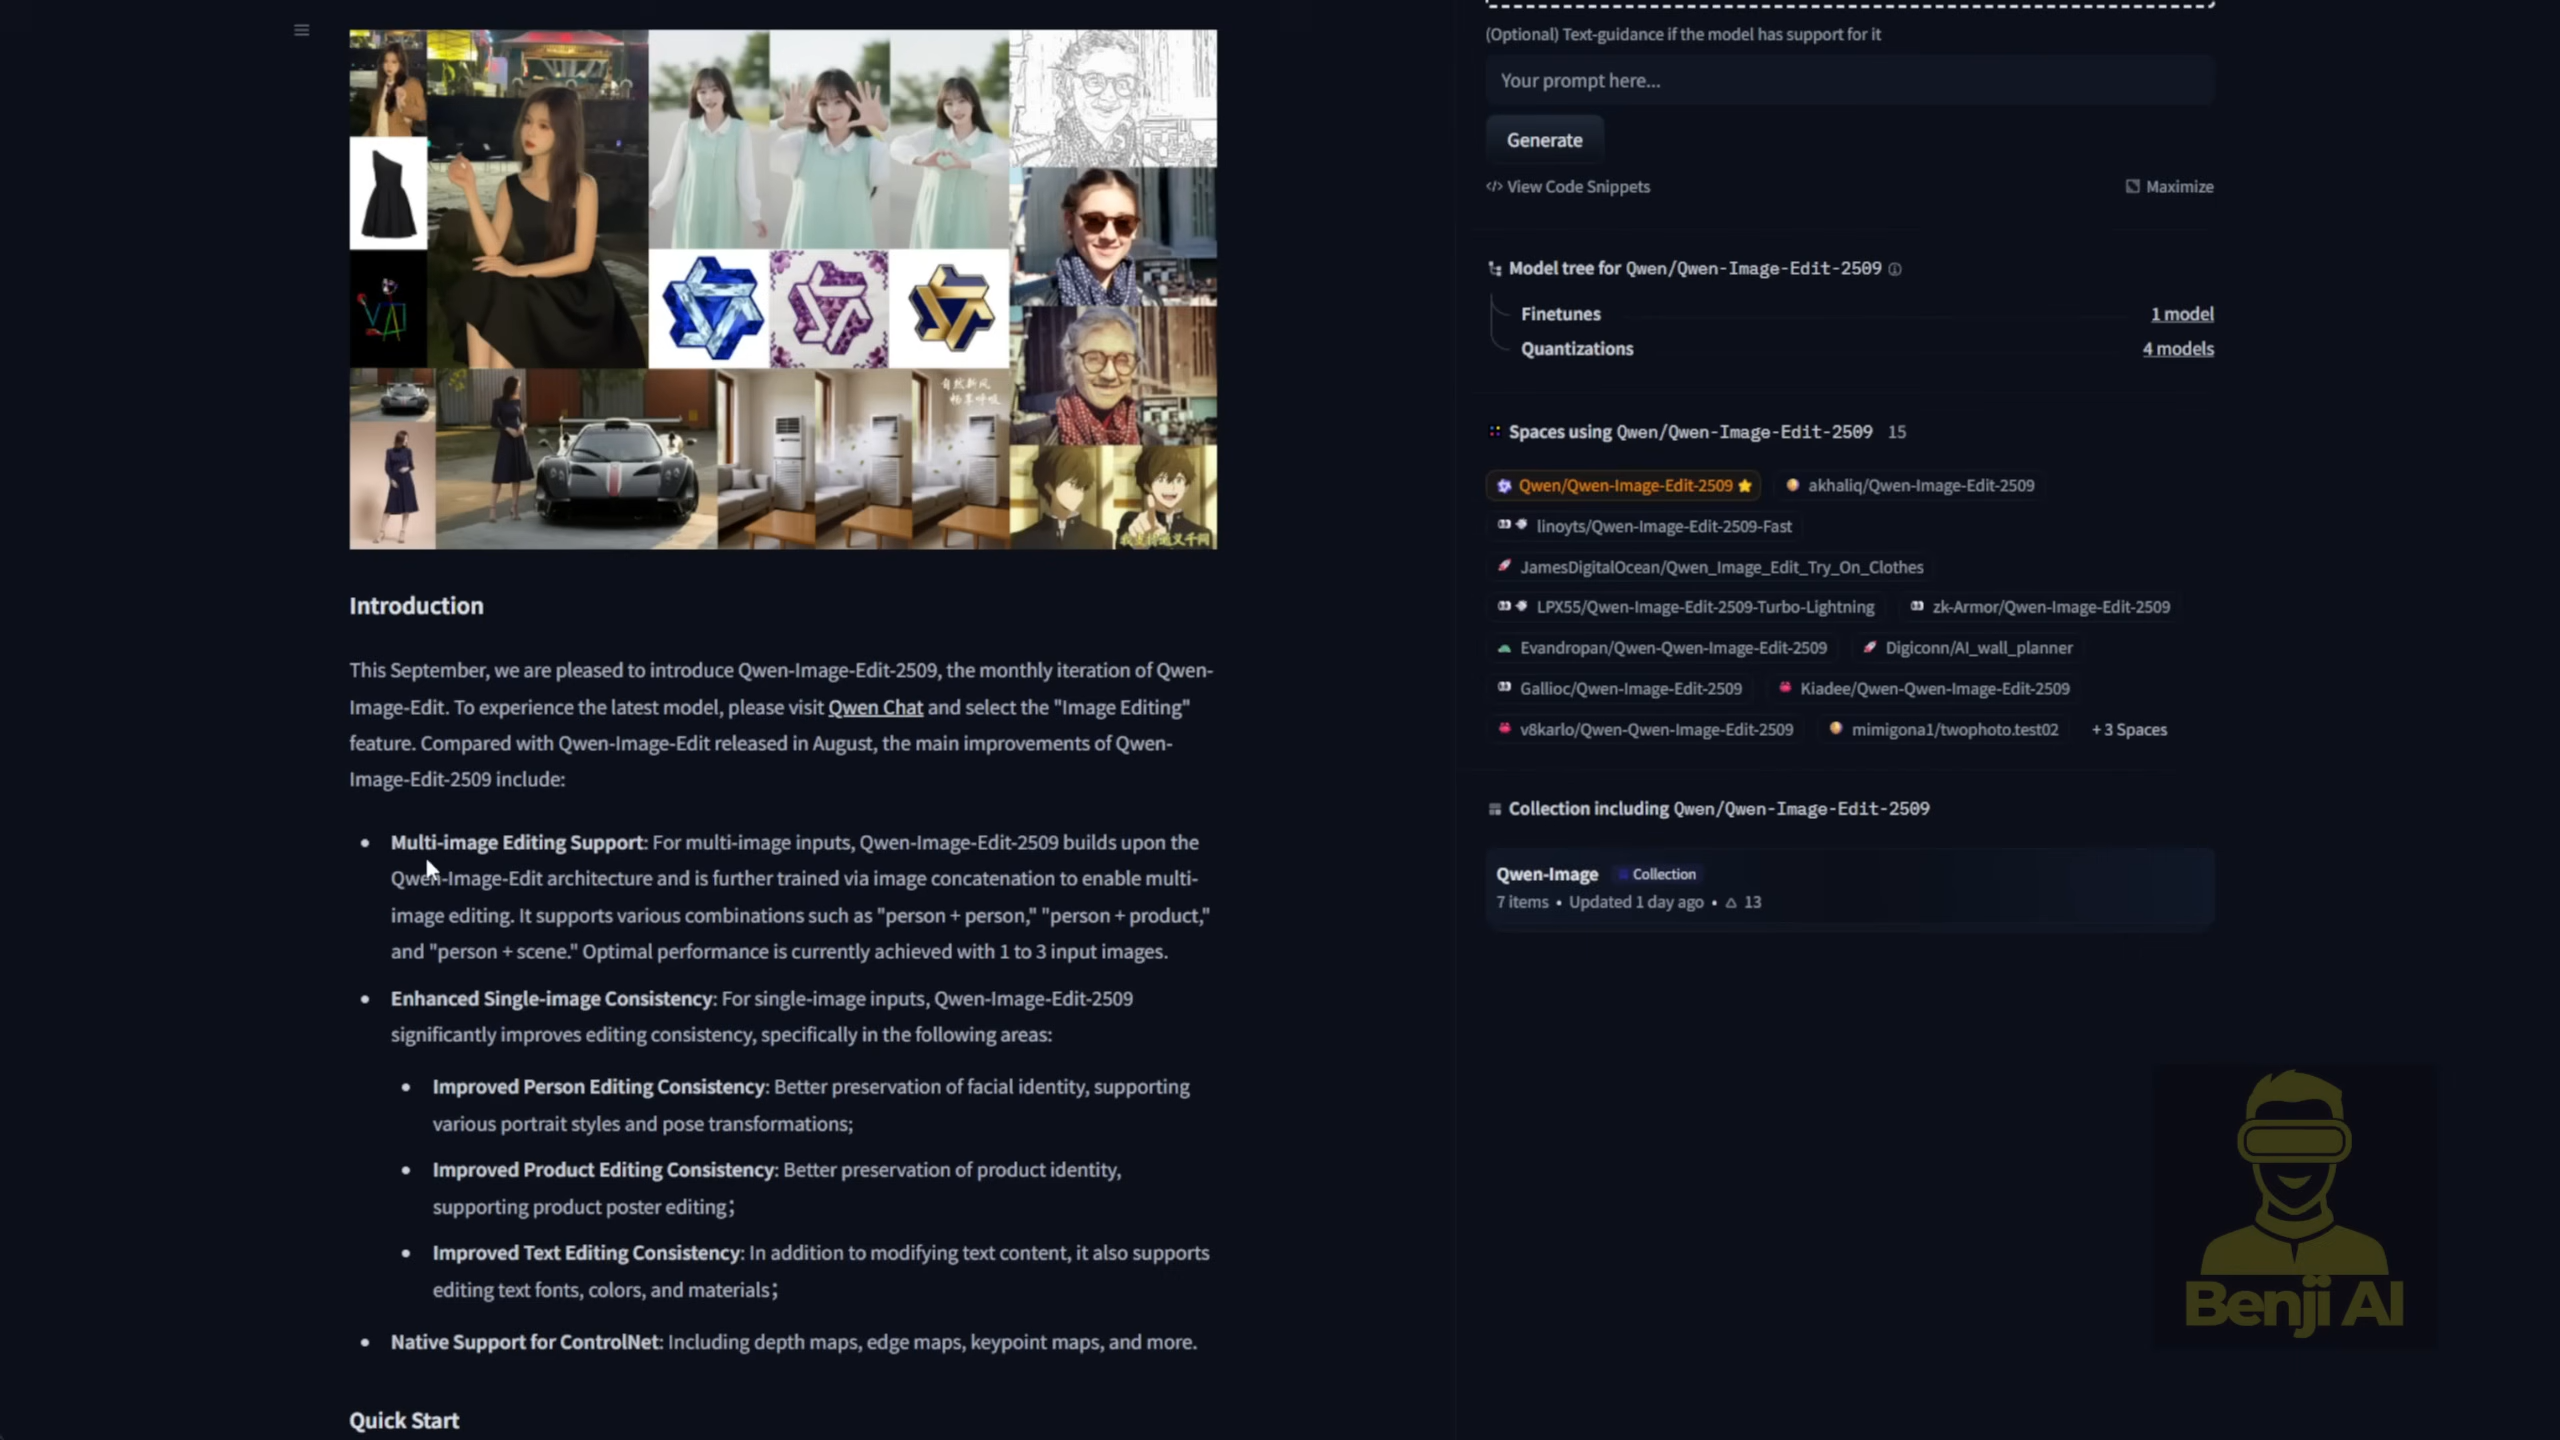 自然新风
畅享呼吸
Introduction
This September, we are pleased to introduce Qwen-Image-Edit-2509, the monthly iteration of Qwen-
Image-Edit. To experience the latest model, please visit Qwen Chat and select the "Image Editing"
feature. Compared with Qwen-Image-Edit released in August, the main improvements of Qwen-
Image-Edit-2509 include:
• Multi-image Editing Support: For multi-image inputs, Qwen-Image-Edit-2509 builds upon the
Qwen-Image-Edit architecture and is further trained via image concatenation to enable multi-
image editing. It supports various combinations such as "person + person," "person + product,"
and "person + scene." Optimal performance is currently achieved with 1 to 3 input images.
• Enhanced Single-image Consistency: For single-image inputs, Qwen-Image-Edit-2509
significantly improves editing consistency, specifically in the following areas:
• Improved Person Editing Consistency: Better preservation of facial identity, supporting
various portrait styles and pose transformations;
• Improved Product Editing Consistency: Better preservation of product identity,
supporting product poster editing；
• Improved Text Editing Consistency: In addition to modifying text content, it also supports
editing text fonts, colors, and materials；
• Native Support for ControlNet: Including depth maps, edge maps, keypoint maps, and more.
Quick Start
(Optional) Text-guidance if the model has support for it
Your prompt here...
Generate
</> View Code Snippets
Maximize
Model tree for Qwen/Qwen-Image-Edit-2509
Finetunes 1 model
Quantizations 4 models
Spaces using Qwen/Qwen-Image-Edit-2509 15
Qwen/Qwen-Image-Edit-2509 akhaliq/Qwen-Image-Edit-2509
linoyts/Qwen-Image-Edit-2509-Fast
JamesDigitalOcean/Qwen_Image_Edit_Try_On_Clothes
LPX55/Qwen-Image-Edit-2509-Turbo-Lightning zk-Armor/Qwen-Image-Edit-2509
Evandropan/Qwen-Qwen-Image-Edit-2509 Digiconn/AI_wall_planner
Gallioc/Qwen-Image-Edit-2509 Kiadee/Qwen-Qwen-Image-Edit-2509
v8karlo/Qwen-Qwen-Image-Edit-2509 mimigona1/twophoto.test02 + 3 Spaces
Collection including Qwen/Qwen-Image-Edit-2509
Qwen-Image Collection
7 items • Updated 1 day ago • 13
Benji AI